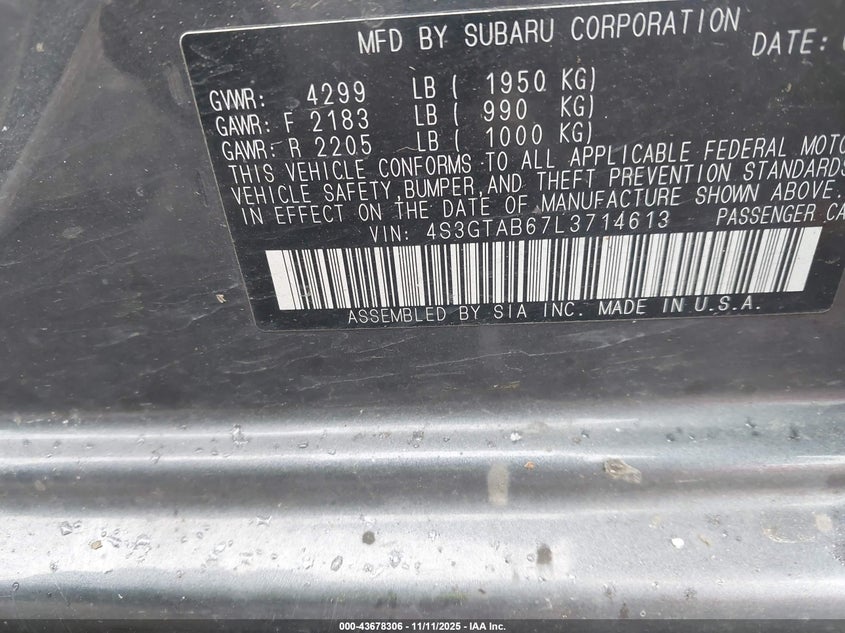 MFD BY SUBARU CORPORATION DATE:
GVWR: 4299 LB ( 1950 KG)
GAWR: F 2183 LB ( 990 KG)
GAWR: R 2205 LB ( 1000 KG)
THIS VEHICLE CONFORMS TO ALL APPLICABLE FEDERAL MOTO
VEHICLE SAFETY, BUMPER, AND THEFT PREVENTION STANDARDS
IN EFFECT ON THE DATE OF MANUFACTURE SHOWN ABOVE.
VIN: 4S3GTAB67L3714613 PASSENGER CA
ASSEMBLED BY SIA INC. MADE IN U.S.A.
000-43678306 - 11/11/2025 - IAA Inc.